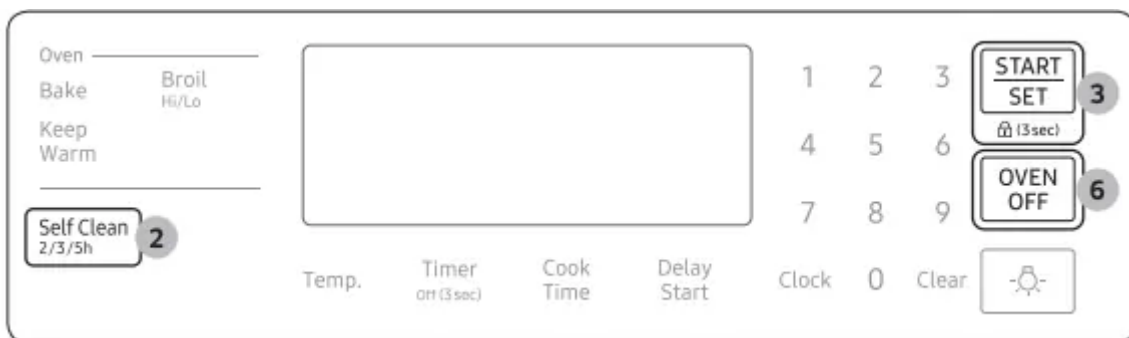 Oven
Bake
Broil
Hi/Lo
Keep
Warm
Self Clean
2/3/5h
2
Temp.
Timer
Off (3 sec)
Cook
Time
Delay
Start
1 2 3
4 5 6
7 8 9
Clock 0 Clear
START
SET
(3 sec)
3
OVEN
OFF
6